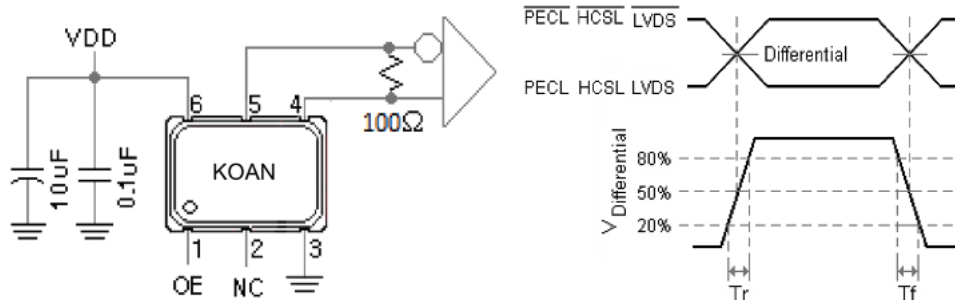 VDD
6 5 4
100Ω
10uF
0.1uF
KOAN
1 2 3
OE NC
PECL HCSL LVDS
Differential
PECL HCSL LVDS
V Differential
80%
50%
20%
Tr Tf